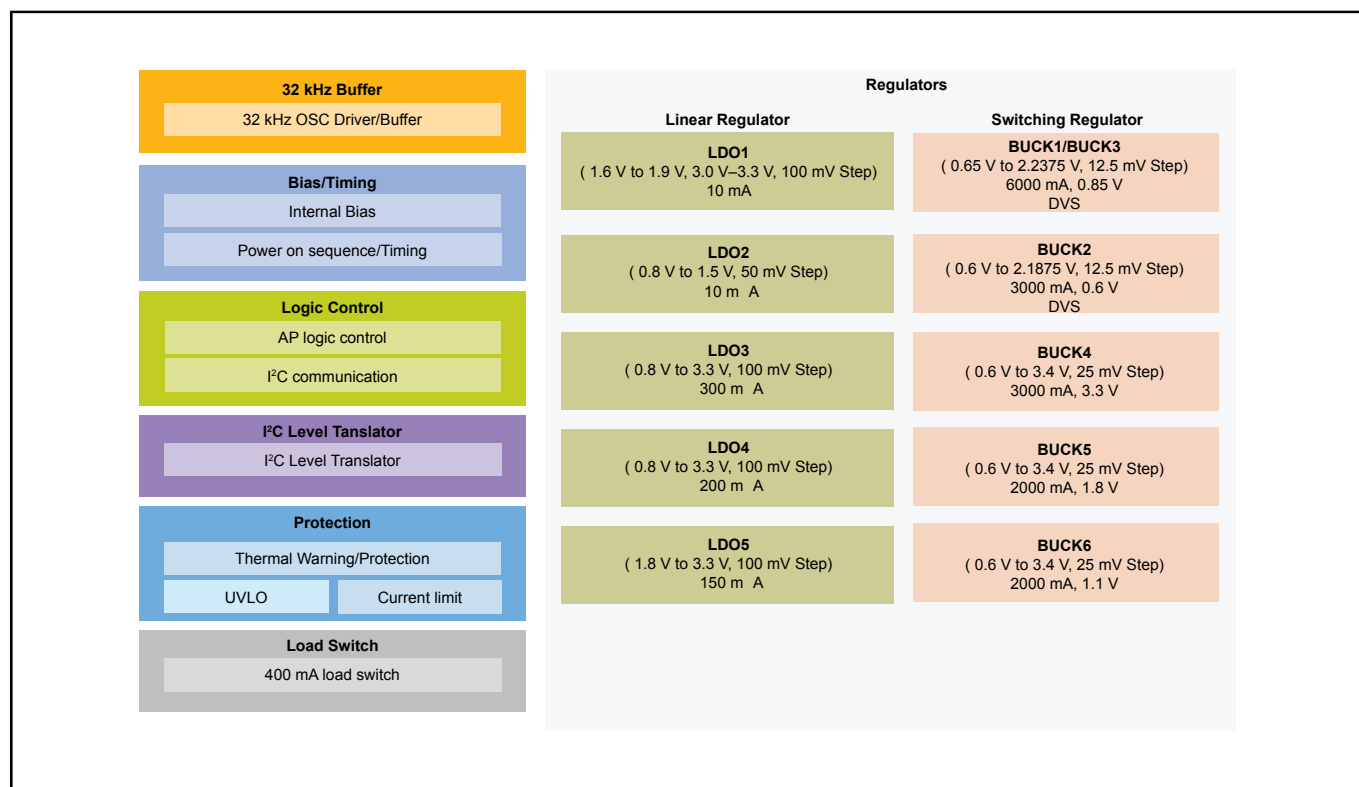 32 kHz Buffer
32 kHz OSC Driver/Buffer
Bias/Timing
Internal Bias
Power on sequence/Timing
Logic Control
AP logic control
I²C communication
I²C Level Tanslator
I²C Level Translator
Protection
Thermal Warning/Protection
UVLO
Current limit
Load Switch
400 mA load switch
Regulators
Linear Regulator
LDO1
( 1.6 V to 1.9 V, 3.0 V–3.3 V, 100 mV Step)
10 mA
LDO2
( 0.8 V to 1.5 V, 50 mV Step)
10 m A
LDO3
( 0.8 V to 3.3 V, 100 mV Step)
300 m A
LDO4
( 0.8 V to 3.3 V, 100 mV Step)
200 m A
LDO5
( 1.8 V to 3.3 V, 100 mV Step)
150 m A
Switching Regulator
BUCK1/BUCK3
( 0.65 V to 2.2375 V, 12.5 mV Step)
6000 mA, 0.85 V
DVS
BUCK2
( 0.6 V to 2.1875 V, 12.5 mV Step)
3000 mA, 0.6 V
DVS
BUCK4
( 0.6 V to 3.4 V, 25 mV Step)
3000 mA, 3.3 V
BUCK5
( 0.6 V to 3.4 V, 25 mV Step)
2000 mA, 1.8 V
BUCK6
( 0.6 V to 3.4 V, 25 mV Step)
2000 mA, 1.1 V